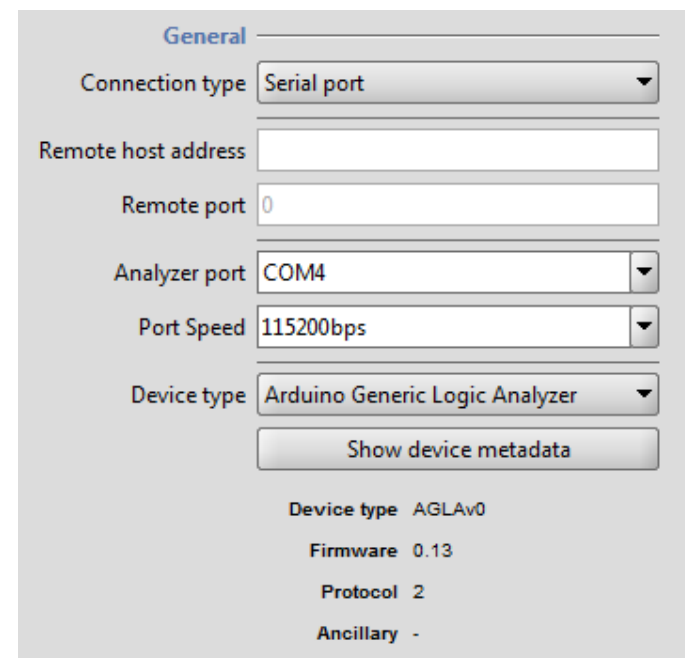 General
Connection type Serial port
Remote host address
Remote port 0
Analyzer port COM4
Port Speed 115200bps
Device type Arduino Generic Logic Analyzer
Show device metadata
Device type AGLAv0
Firmware 0.13
Protocol 2
Ancillary -